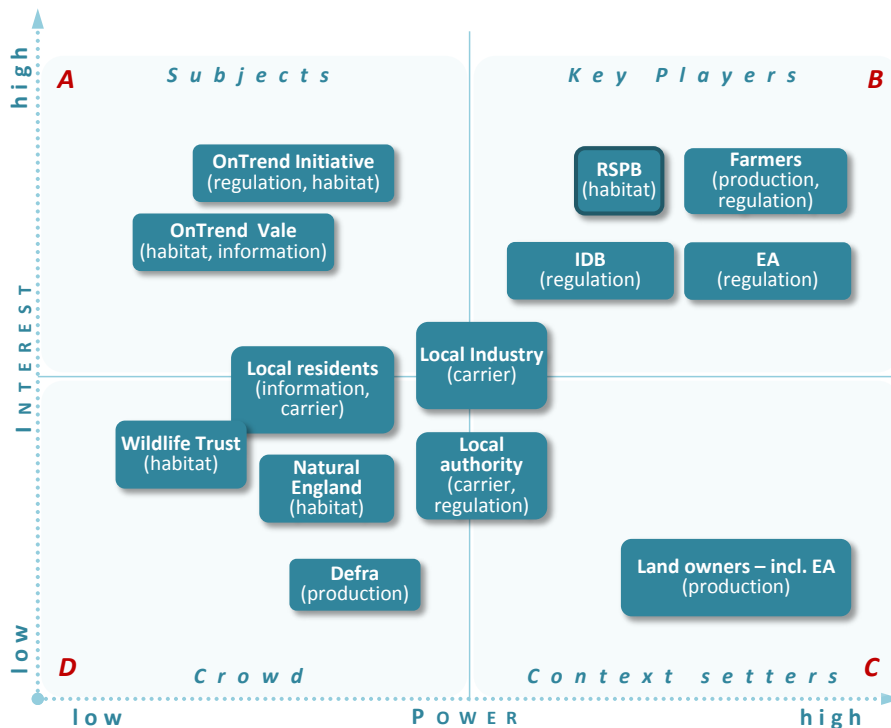 high
A
Subjects
Key Players
B
OnTrend Initiative
(regulation, habitat)
RSPB
(habitat)
Farmers
(production,
regulation)
OnTrend Vale
(habitat, information)
IDB
(regulation)
EA
(regulation)
INTEREST
Local residents
(information,
carrier)
Local Industry
(carrier)
Wildlife Trust
(habitat)
Natural
England
(habitat)
Local
authority
(carrier,
regulation)
Defra
(production)
Land owners – incl. EA
(production)
low
D
Crowd
Context setters
C
low
POWER
high